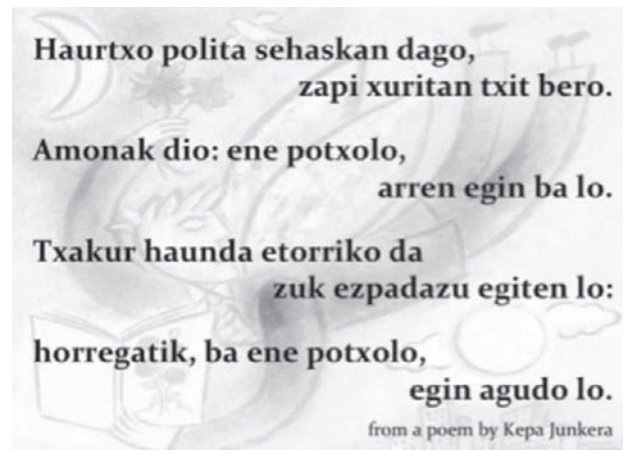 Haurtxo polita sehaskan dago,
zapi xuritan txit bero.
Amonak dio: ene potxolo,
arren egin ba lo.
Txakur haunda etorriko da
zuk ezpadazu egiten lo:
horregatik, ba ene potxolo,
egin agudo lo.
from a poem by Kepa Junkera